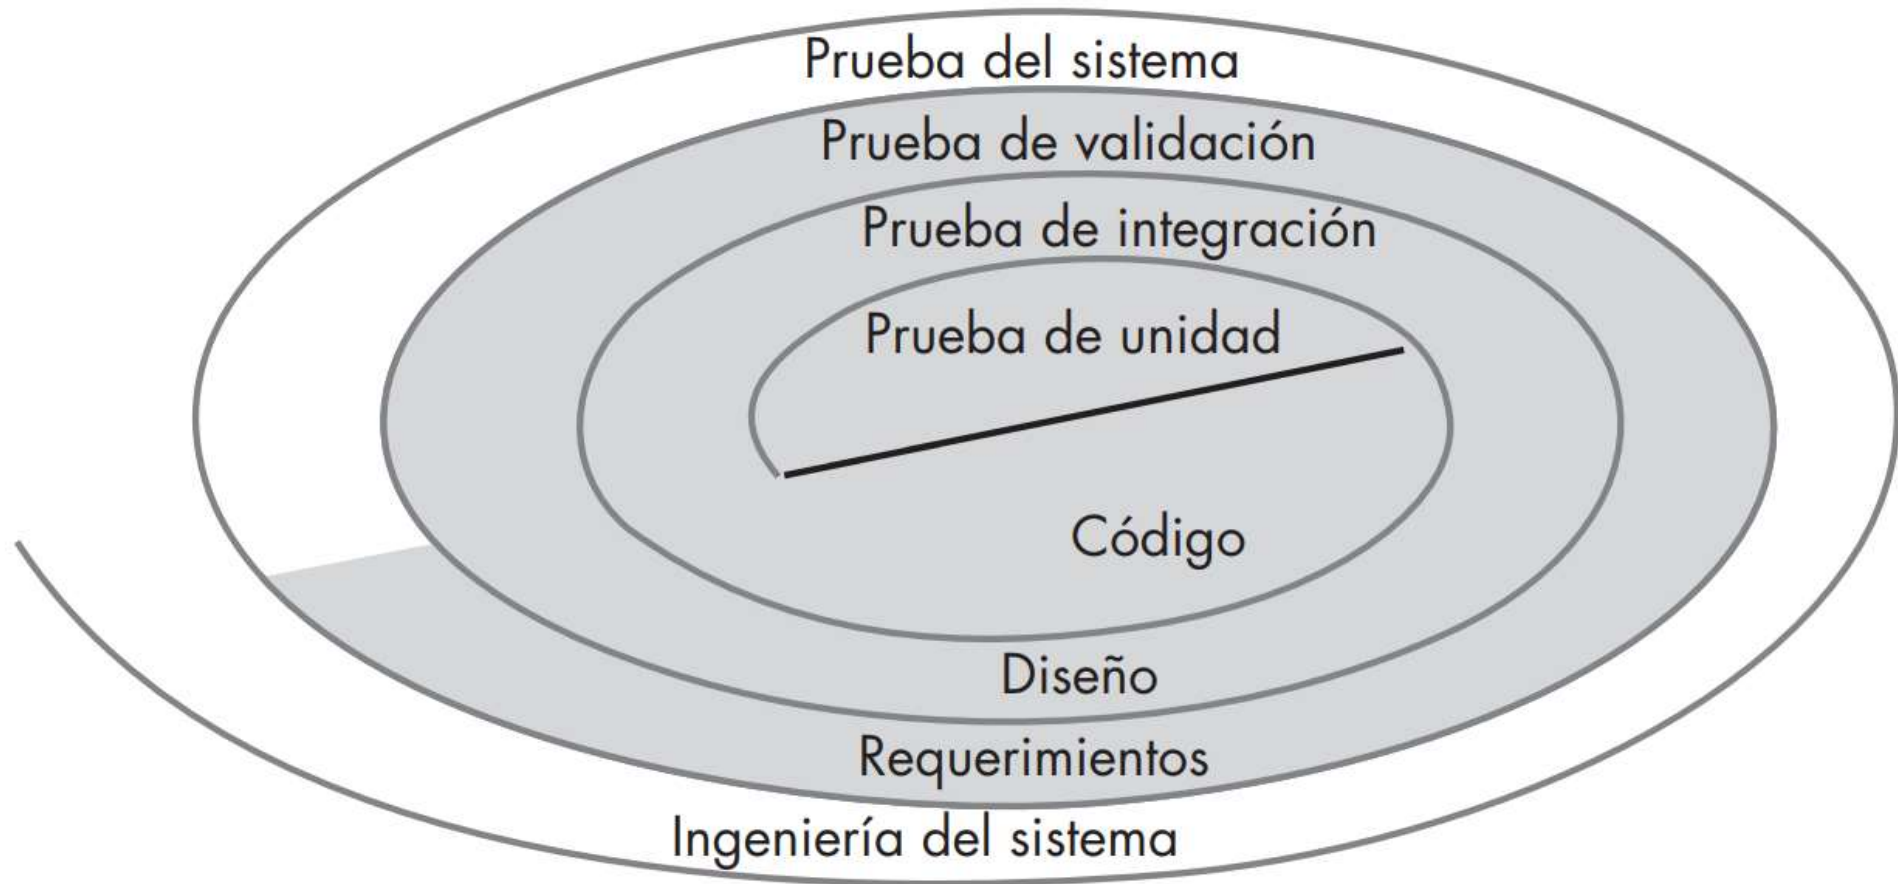 Prueba del sistema
Prueba de validación
Prueba de integración
Prueba de unidad
Código
Diseño
Requerimientos
Ingeniería del sistema